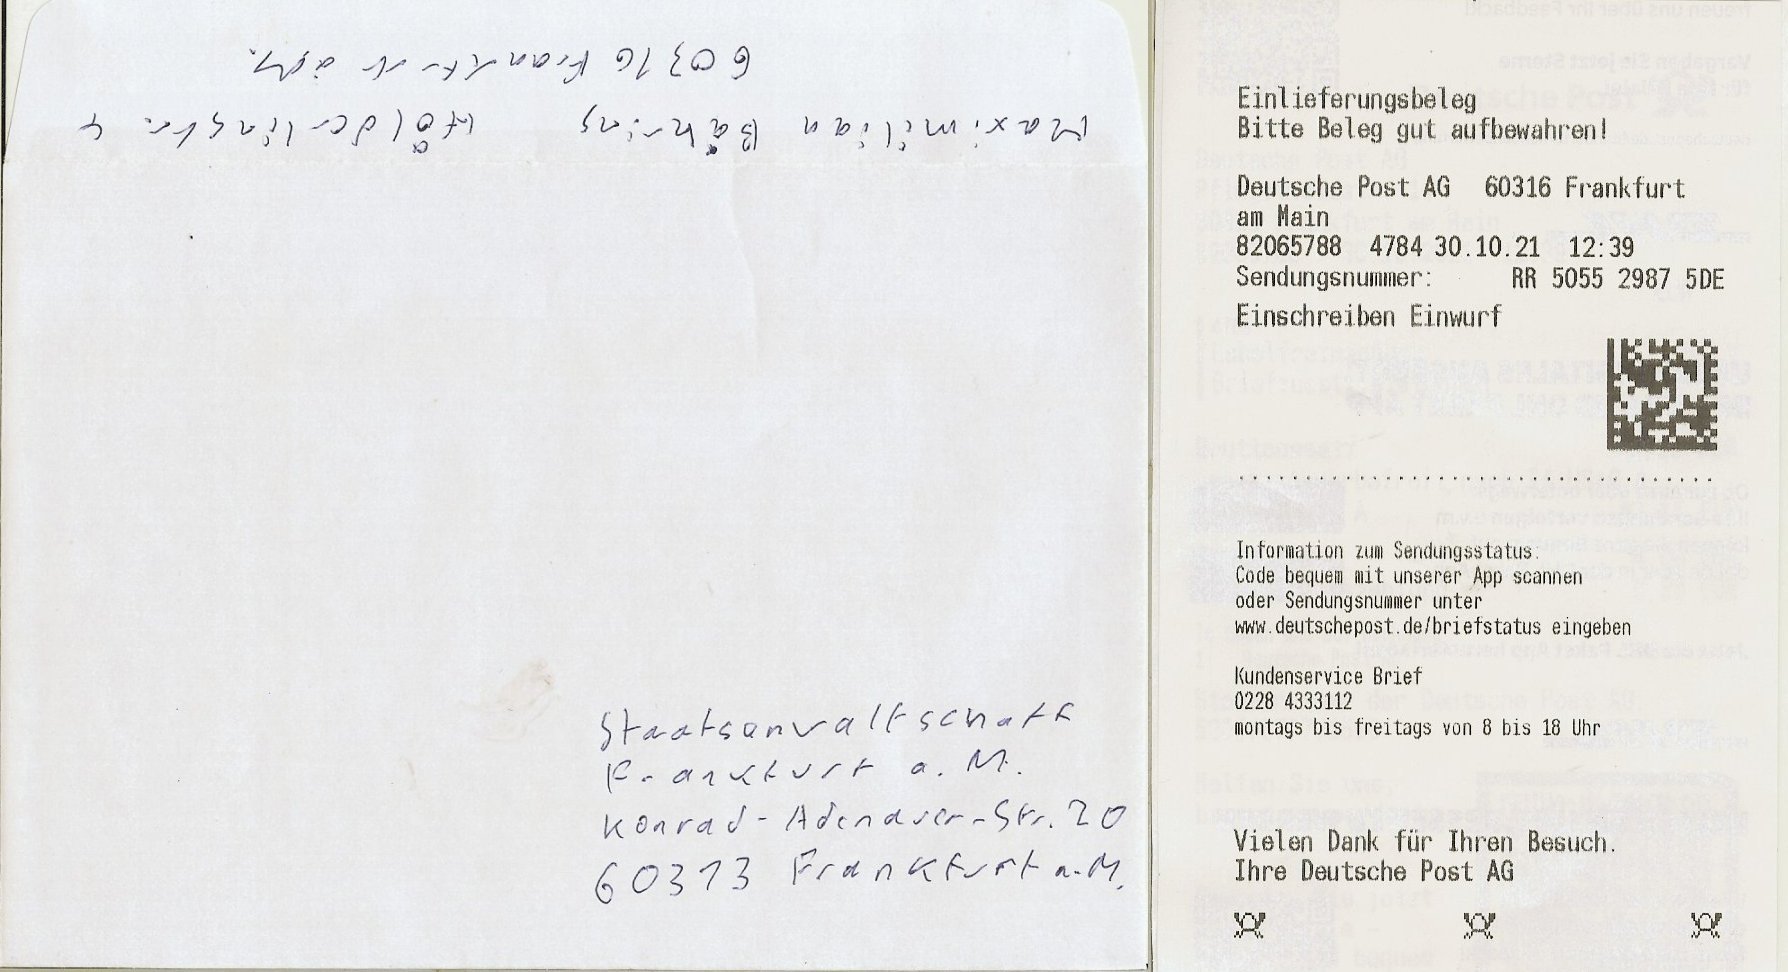 Maximilian Bähring Hölderlinstr. 4
60316 Frankfurt a.M.
Staatsanwaltschaft
Frankfurt a. M.
Konrad-Adenauer-Str. 20
60313 Frankfurt a.M.
Einlieferungsbeleg
Bitte Beleg gut aufbewahren!
Deutsche Post AG 60316 Frankfurt
am Main
82065788 4784 30.10.21 12:39
Sendungsnummer: RR 5055 2987 5DE
Einschreiben Einwurf
Information zum Sendungsstatus:
Code bequem mit unserer App scannen
oder Sendungsnummer unter
www.deutschepost.de/briefstatus eingeben
Kundenservice Brief
0228 4333112
montags bis freitags von 8 bis 18 Uhr
Vielen Dank für Ihren Besuch.
Ihre Deutsche Post AG